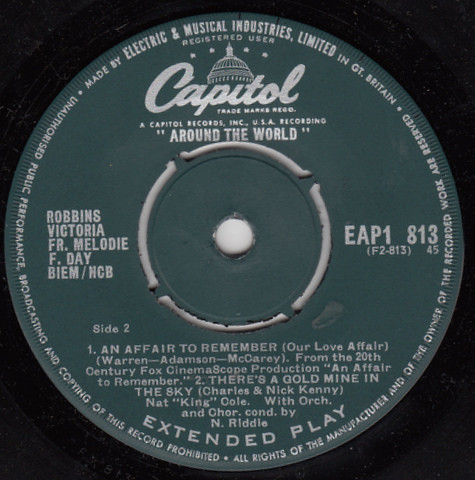 MADE BY ELECTRIC & MUSICAL INDUSTRIES, LIMITED IN GT. BRITAIN • ALL RIGHTS OF THE MANUFACTURER AND OF THE OWNER OF THE RECORDED WORK ARE RESERVED
REGISTERED USER
Capitol
TRADE MARKS REGD.
A CAPITOL RECORDS, INC., U.S.A. RECORDING
" AROUND THE WORLD "
ROBBINS
VICTORIA
FR. MELODIE
F. DAY
BIEM/NCB
EAP1 813
(F2-813) 45
Side 2
1. AN AFFAIR TO REMEMBER (Our Love Affair)
(Warren—Adamson—McCarey). From the 20th
Century Fox CinemaScope Production "An Affair
to Remember." 2. THERE'S A GOLD MINE IN
THE SKY (Charles & Nick Kenny)
Nat "King" Cole. With Orch.
and Chor. cond. by
N. Riddle
EXTENDED PLAY
UNAUTHORISED PUBLIC PERFORMANCE, BROADCASTING AND COPYING OF THIS RECORD PROHIBITED •